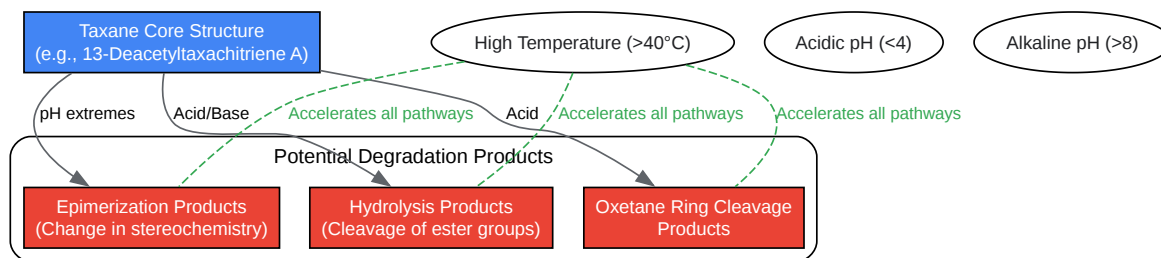 Taxane Core Structure
(e.g., 13-Deacetyltaxachitriene A)
High Temperature (>40°C)
Acidic pH (<4)
Alkaline pH (>8)
pH extremes
Acid/Base
Accelerates all pathways
Acid
Accelerates all pathways
Accelerates all pathways
Potential Degradation Products
Epimerization Products
(Change in stereochemistry)
Hydrolysis Products
(Cleavage of ester groups)
Oxetane Ring Cleavage
Products